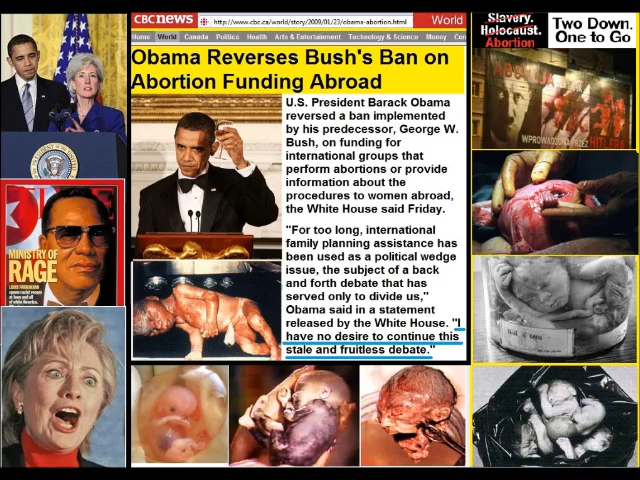 CBCnews
http://www.cbc.ca/world/story/2009/01/23/obama-abortion.html
World
Home World Canada Politics Health Arts & Entertainment Technology & Science Money
Obama Reverses Bush's Ban on
Abortion Funding Abroad
U.S. President Barack Obama
reversed a ban implemented
by his predecessor, George W.
Bush, on funding for
international groups that
perform abortions or provide
information about the
procedures to women abroad,
the White House said Friday.
"For too long, international
family planning assistance has
been used as a political wedge
issue, the subject of a back
and forth debate that has
served only to divide us,"
Obama said in a statement
released by the White House. "I
have no desire to continue this
stale and fruitless debate."
MINISTRY OF
RAGE
LOUIS FARRAKHAN
Slavery.
Holocaust.
Abortion
Two Down.
One to Go
WPROWADZONA PRZEZ
HITLERA